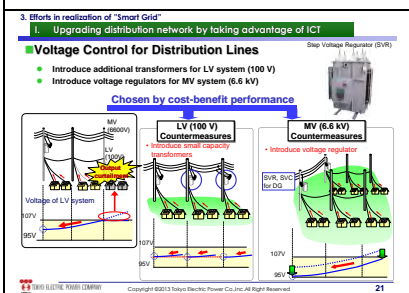 3. Efforts in realization of "Smart Grid"
I. Upgrading distribution network by taking advantage of ICT
■Voltage Control for Distribution Lines
Step Voltage Regurator (SVR)
● Introduce additional transformers for LV system (100 V)
● Introduce voltage regulators for MV system (6.6 kV)
Chosen by cost-benefit performance
MV
(6600V)
LV
(100V)
Output
curtailment
Voltage of LV system
107V
95V
LV (100 V)
Countermeasures
• Introduce small capacity
transformers
107V
95V
MV (6.6 kV)
Countermeasures
• Introduce voltage regulator
SVR, SVC
for DG
107V
95V
TOKYO ELECTRIC POWER COMPANY
Copyright ©2013 Tokyo Electric Power Co.,Inc.All Right Reserved
21